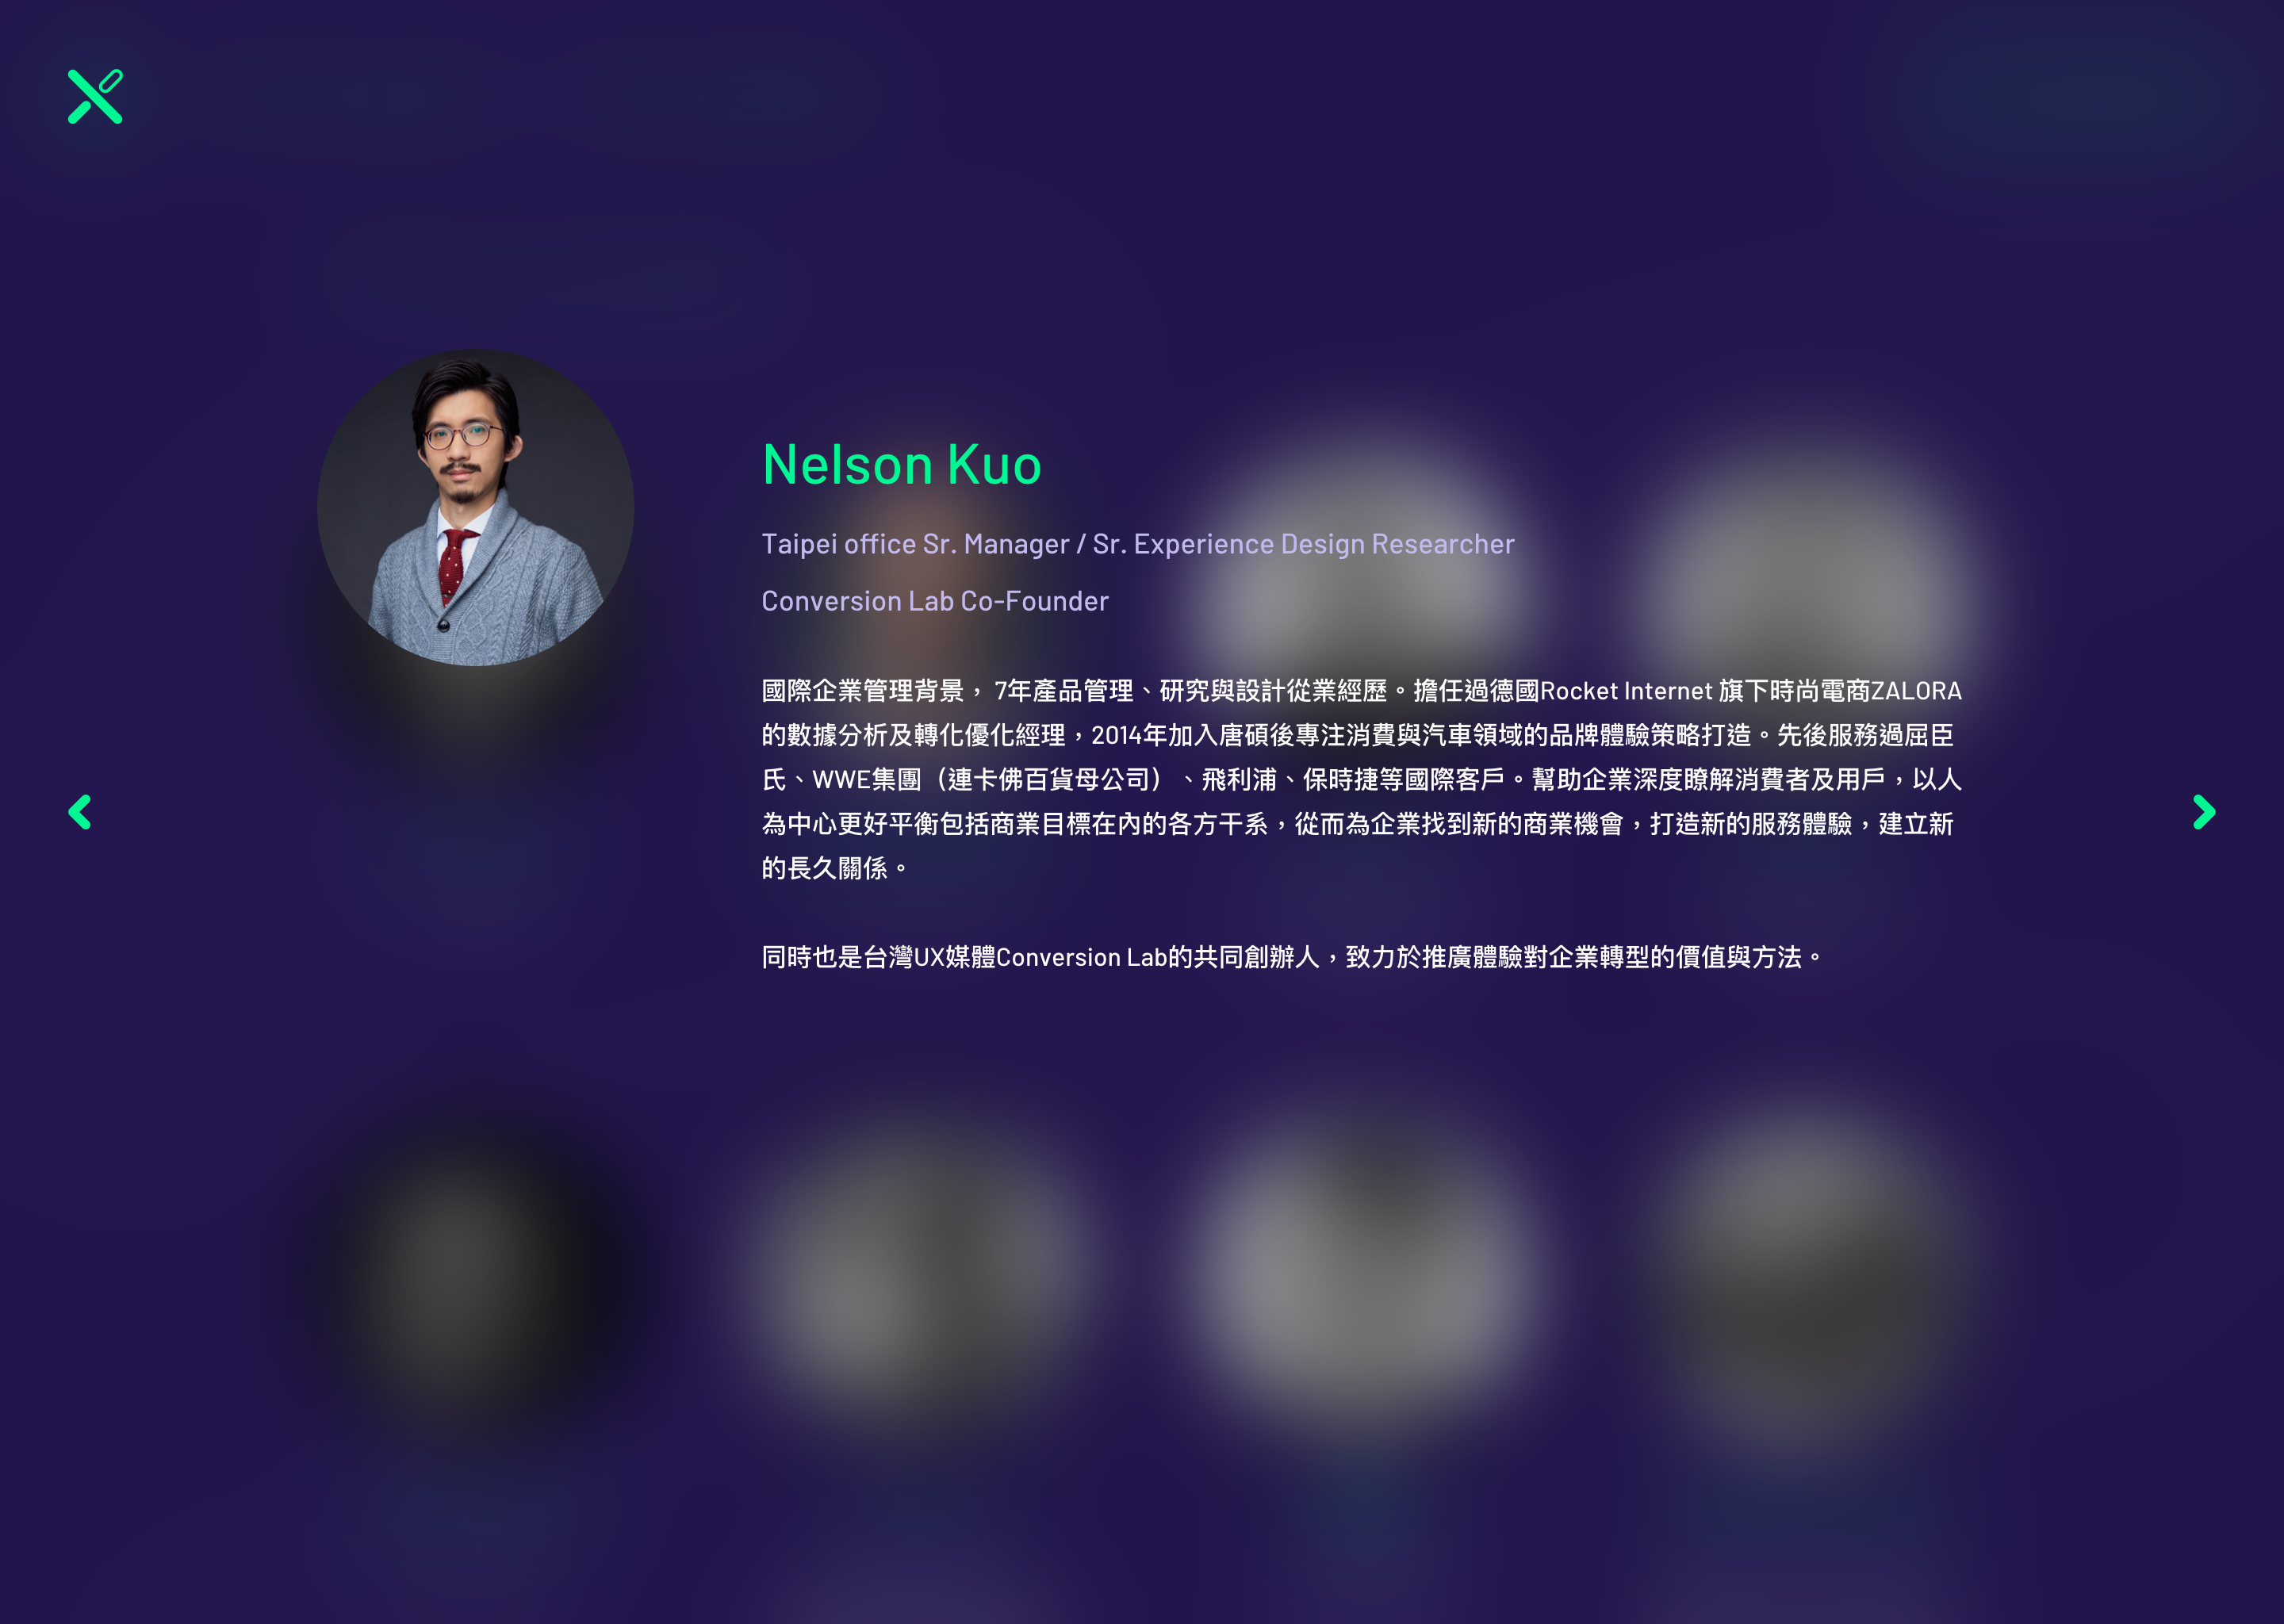 Nelson Kuo
Taipei office Sr. Manager / Sr. Experience Design Researcher
Conversion Lab Co-Founder
國際企業管理背景， 7年產品管理、研究與設計從業經歷。擔任過德國Rocket Internet 旗下時尚電商ZALORA
的數據分析及轉化優化經理，2014年加入唐碩後專注消費與汽車領域的品牌體驗策略打造。先後服務過屈臣
氏、WWE集團（連卡佛百貨母公司）、飛利浦、保時捷等國際客戶。幫助企業深度瞭解消費者及用戶，以人
為中心更好平衡包括商業目標在內的各方干系，從而為企業找到新的商業機會，打造新的服務體驗，建立新
的長久關係。
同時也是台灣UX媒體Conversion Lab的共同創辦人，致力於推廣體驗對企業轉型的價值與方法。